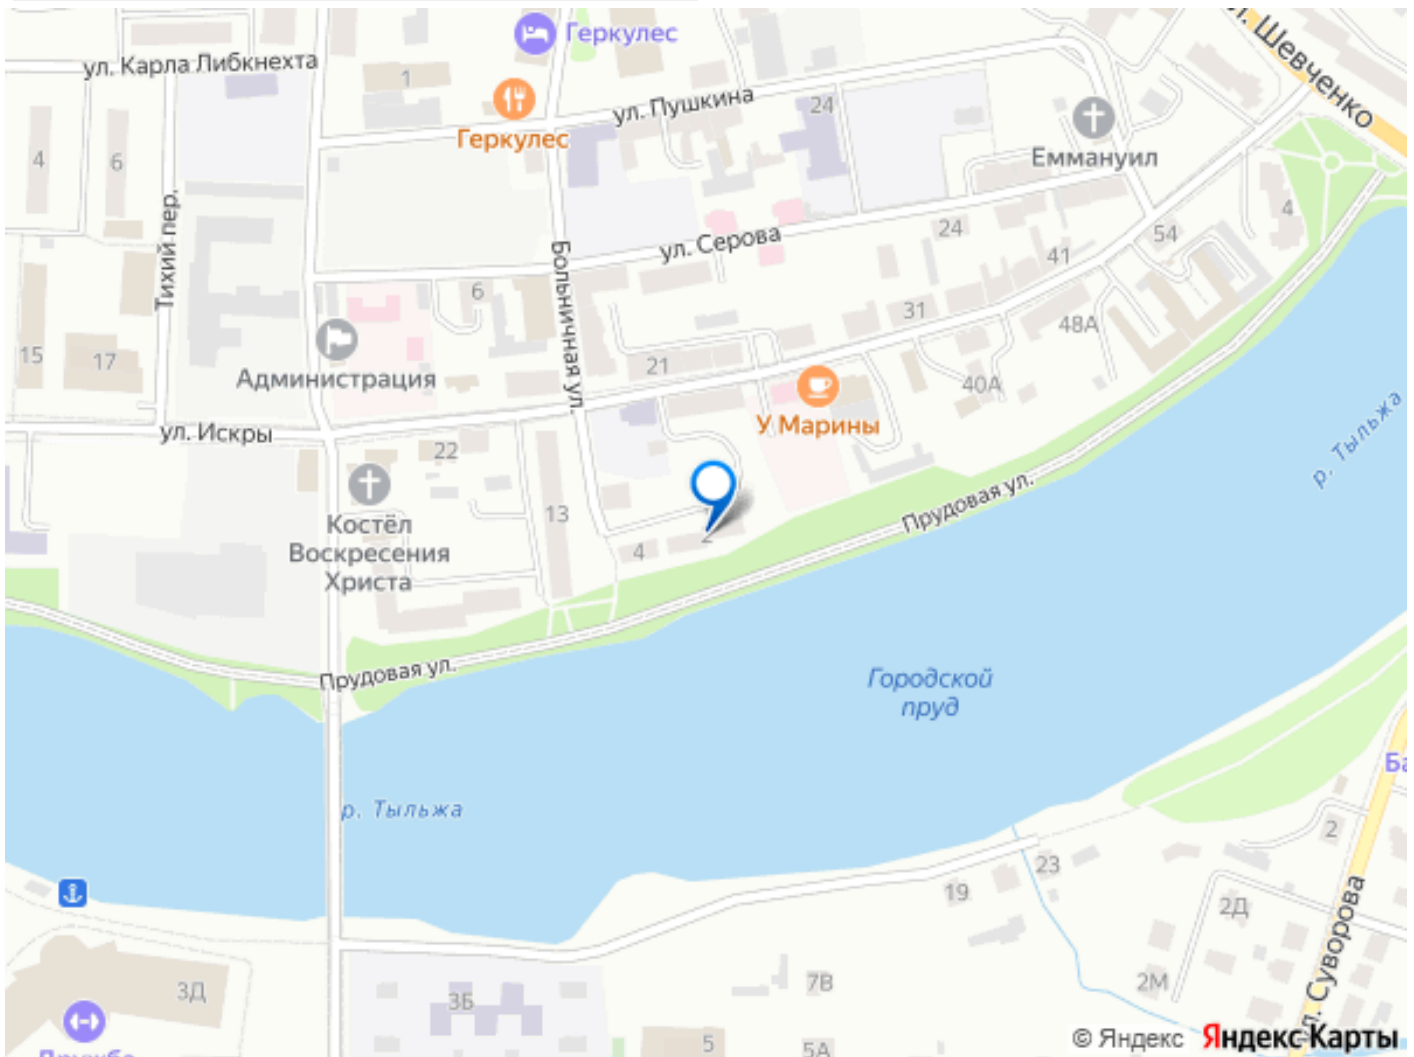 Геркулес
ул. Шевченко
ул. Карла Либкнехта
1
ул. Пушкина
24
Геркулес
4
6
Еммануил
Тихий пер.
4
ул. Серова
24
54
Больничная ул.
41
6
31
48А
15
17
21
Администрация
40А
р. Тыльжа
У Марины
ул. Искры
22
Прудовая ул.
13
Костёл
Воскресения
Христа
4
2
Прудовая ул.
Городской
пруд
Ба
р. Тыльжа
2
23
19
2Д
ул. Суворова
3Д
7В
2М
3Б
5
5А
Дружба
© Яндекс Яндекс Карты